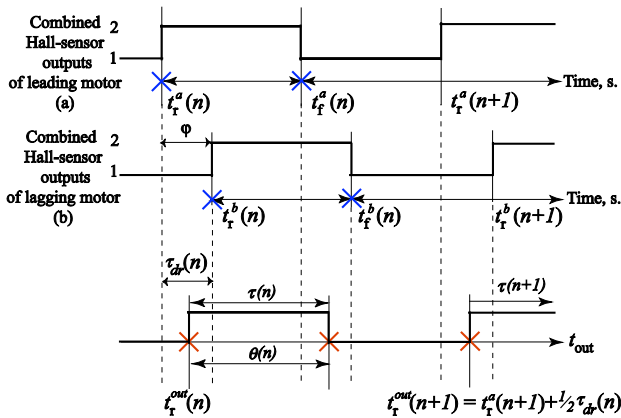 Combined
Hall-sensor
outputs
of leading motor
(a)
2
1
Time, s.
t_r^a(n)
t_f^a(n)
t_r^a(n+1)
φ
Combined
Hall-sensor
outputs
of lagging motor
(b)
2
1
Time, s.
t_r^b(n)
t_f^b(n)
t_r^b(n+1)
τ_dr(n)
τ(n)
τ(n+1)
θ(n)
t_out
t_r^out(n)
t_r^out(n+1) = t_r^a(n+1)+½τ_dr(n)